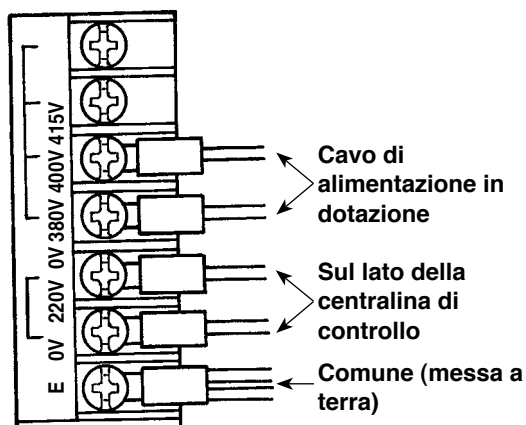 415V
400V
380V
0V
220V
0V
E
Cavo di
alimentazione in
dotazione
Sul lato della
centralina di
controllo
Comune (messa a
terra)